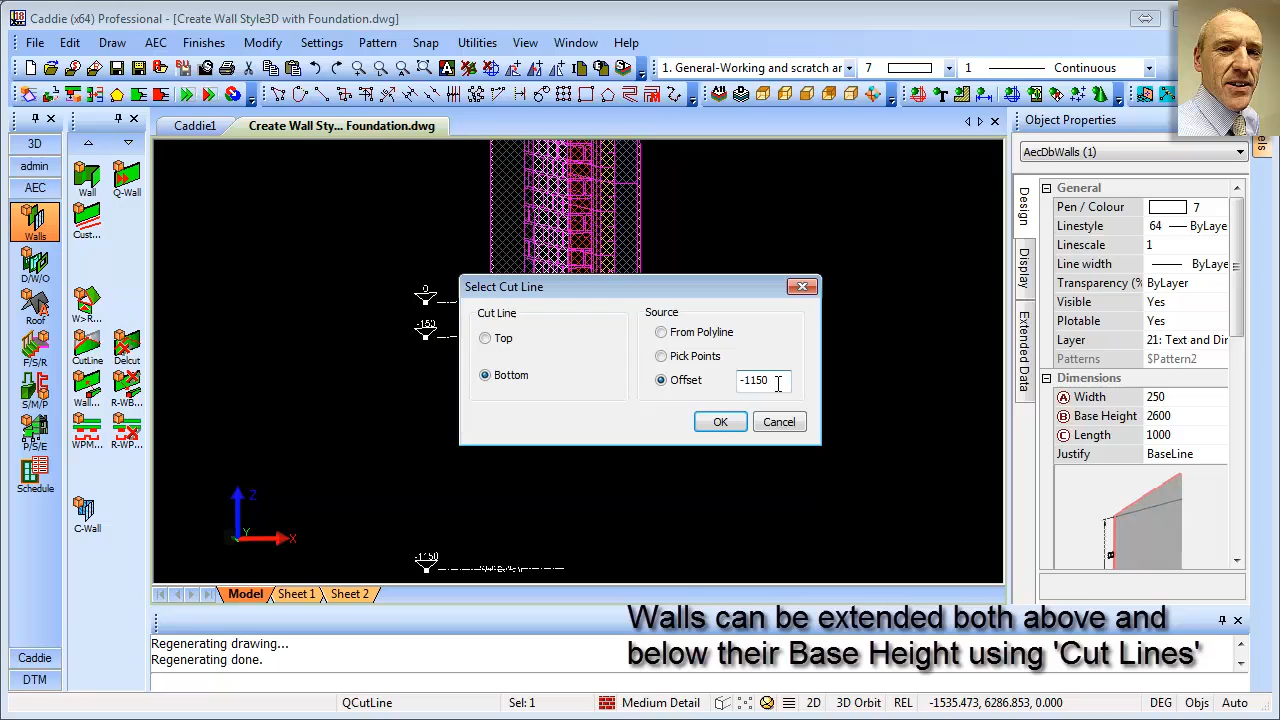 Caddie (x64) Professional - [Create Wall Style3D with Foundation.dwg]
File Edit Draw AEC Finishes Modify Settings Pattern Snap Utilities View Window Help
1. General-Working and scratch ar 7 1 Continuous
Caddie1 Create Wall Sty... Foundation.dwg
Object Properties
AecDbWalls (1)
3D
admin
AEC
Walls
D/W/O
Roof
F/S/R
S/M/D
P/S/E
Schedule
Caddie
DTM
Wall Q-Wall
Cust...
W>R...
CutLine Delcut
Wall... R-WB...
WPM... R-WP...
C-Wall
0
-150
-1150
Z
Y
X
Select Cut Line
Cut Line
Top
Bottom
Source
From Polyline
Pick Points
Offset -1150
OK Cancel
Design
Display
Extended Data
General
Pen / Colour 7
Linestyle 64 ByLaye
Linescale 1
Line width ByLaye
Transparency (% ByLayer
Visible Yes
Plotable Yes
Layer 21: Text and Dir
Patterns $Pattern2
Dimensions
A Width 250
B Base Height 2600
C Length 1000
Justify BaseLine
Model Sheet 1 Sheet 2
Regenerating drawing...
Regenerating done.
Walls can be extended both above and
below their Base Height using 'Cut Lines'
QCutLine Sel: 1 Medium Detail 2D 3D Orbit REL -1535.473, 6286.853, 0.000 DEG Objs Auto